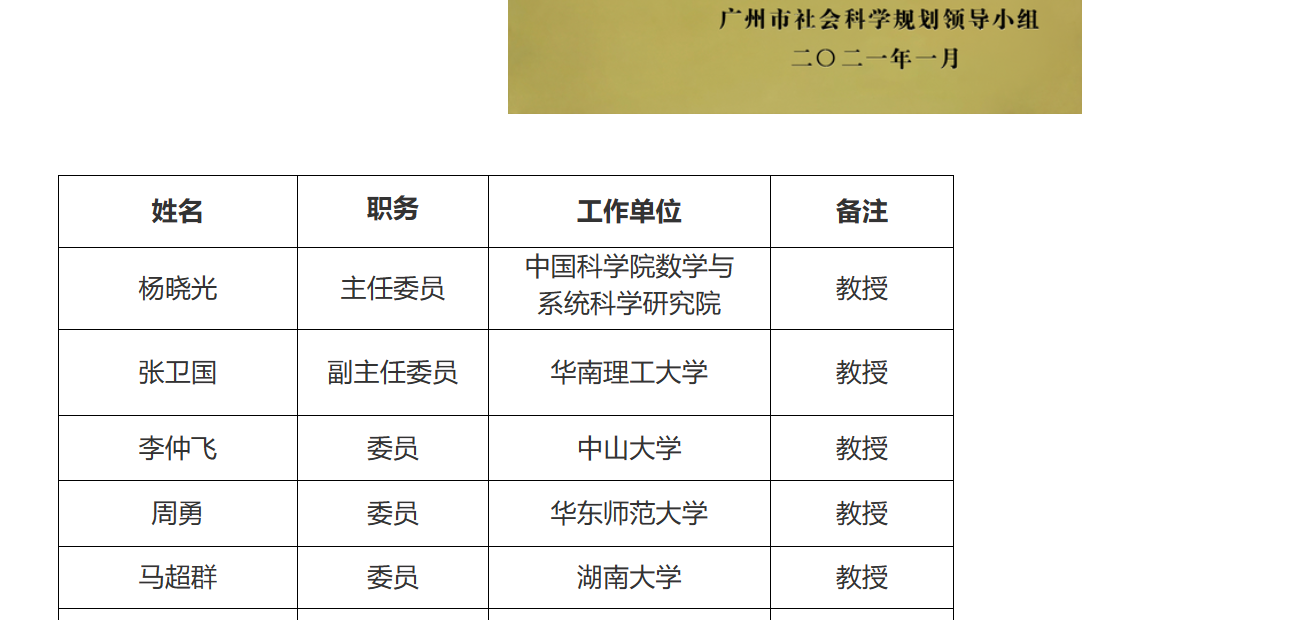 广州市社会科学规划领导小组
二〇二一年一月
姓名 职务 工作单位 备注
杨晓光 主任委员 中国科学院数学与 教授
系统科学研究院
张卫国 副主任委员 华南理工大学 教授
李仲飞 委员 中山大学 教授
周勇 委员 华东师范大学 教授
马超群 委员 湖南大学 教授